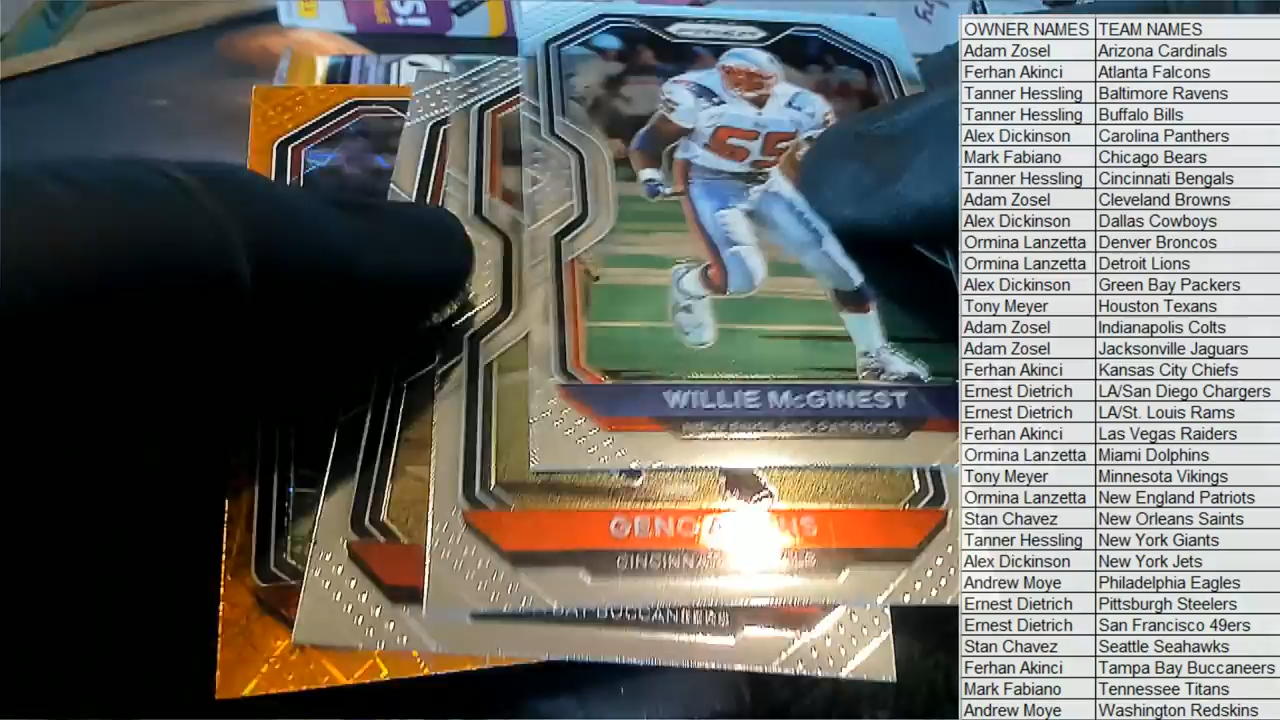 PRIZM
55
WILLIE McGINEST
NEW ENGLAND PATRIOTS
GENO
CINCINNATI
BAY BUCCANEERS
OWNER NAMES TEAM NAMES
Adam Zosel Arizona Cardinals
Ferhan Akinci Atlanta Falcons
Tanner Hessling Baltimore Ravens
Tanner Hessling Buffalo Bills
Alex Dickinson Carolina Panthers
Mark Fabiano Chicago Bears
Tanner Hessling Cincinnati Bengals
Adam Zosel Cleveland Browns
Alex Dickinson Dallas Cowboys
Ormina Lanzetta Denver Broncos
Ormina Lanzetta Detroit Lions
Alex Dickinson Green Bay Packers
Tony Meyer Houston Texans
Adam Zosel Indianapolis Colts
Adam Zosel Jacksonville Jaguars
Ferhan Akinci Kansas City Chiefs
Ernest Dietrich LA/San Diego Chargers
Ernest Dietrich LA/St. Louis Rams
Ferhan Akinci Las Vegas Raiders
Ormina Lanzetta Miami Dolphins
Tony Meyer Minnesota Vikings
Ormina Lanzetta New England Patriots
Stan Chavez New Orleans Saints
Tanner Hessling New York Giants
Alex Dickinson New York Jets
Andrew Moye Philadelphia Eagles
Ernest Dietrich Pittsburgh Steelers
Ernest Dietrich San Francisco 49ers
Stan Chavez Seattle Seahawks
Ferhan Akinci Tampa Bay Buccaneers
Mark Fabiano Tennessee Titans
Andrew Moye Washington Redskins